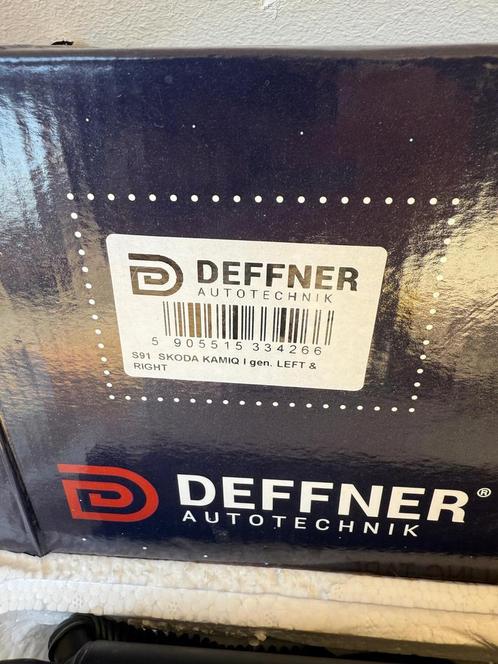 DEFFNER
AUTOTECHNIK
5 905515 334266
S91 SKODA KAMIQ I gen. LEFT &
RIGHT
DEFFNER®
AUTOTECHNIK